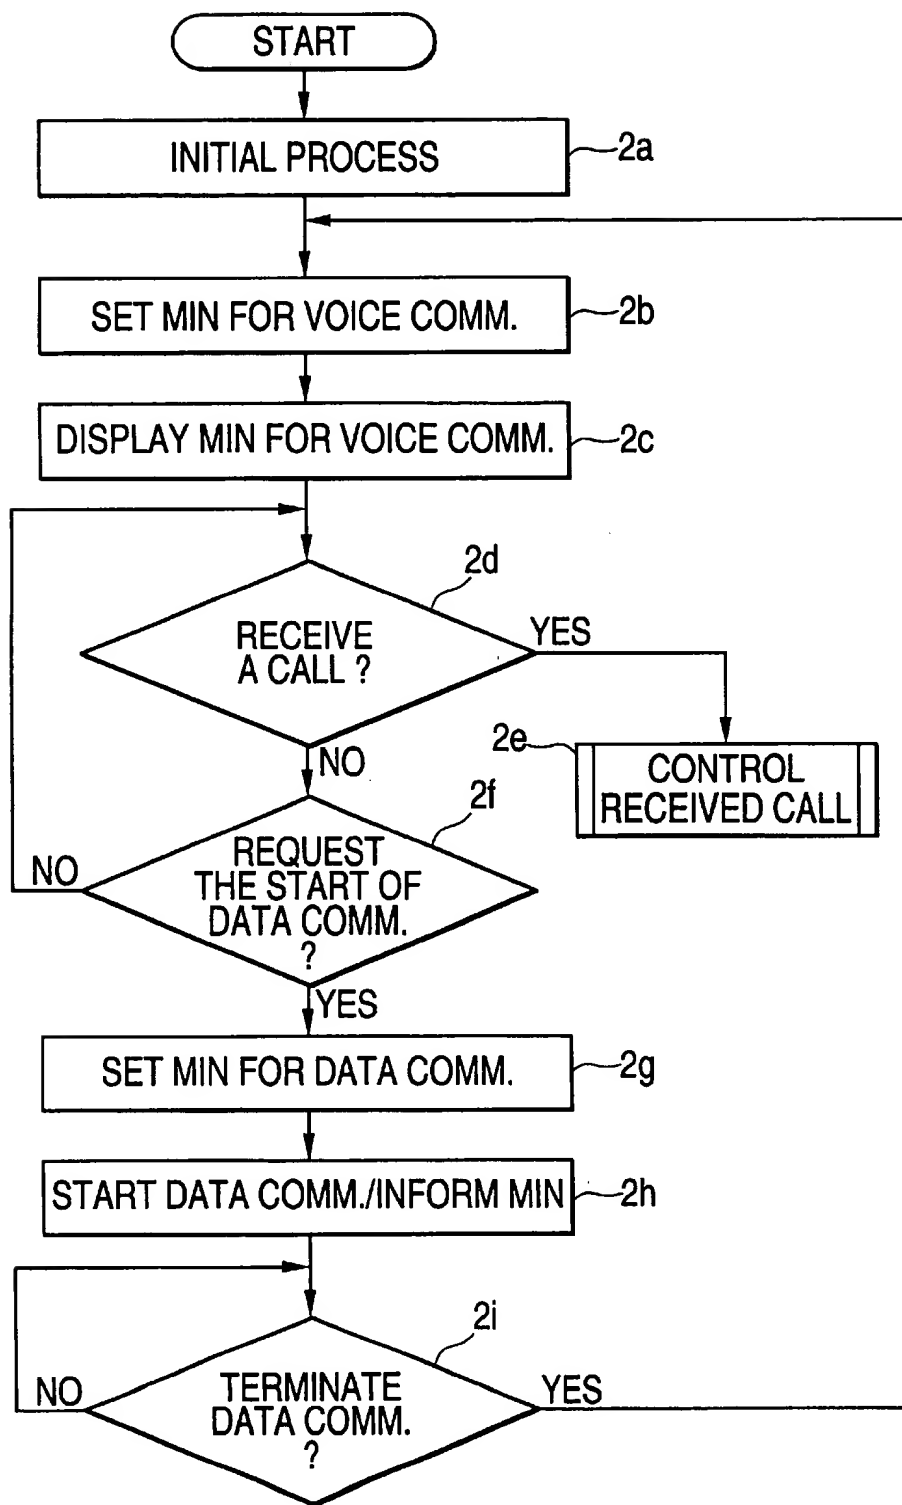 START
INITIAL PROCESS
2a
SET MIN FOR VOICE COMM.
2b
DISPLAY MIN FOR VOICE COMM.
2c
2d
RECEIVE
A CALL ?
YES
NO
2e
CONTROL
RECEIVED CALL
2f
REQUEST
THE START OF
DATA COMM.
?
NO
YES
SET MIN FOR DATA COMM.
2g
START DATA COMM./INFORM MIN
2h
2i
TERMINATE
DATA COMM.
?
NO
YES